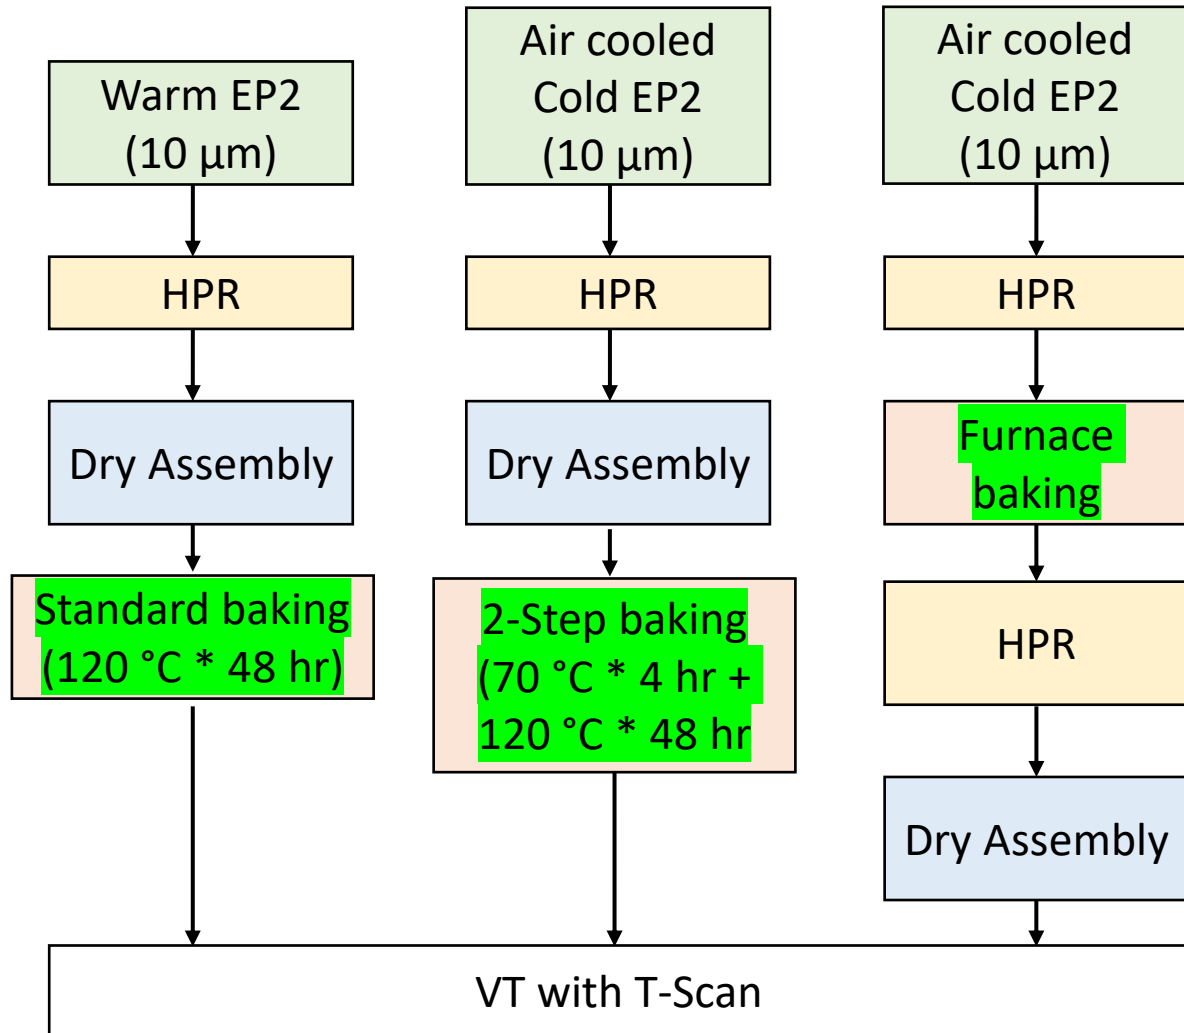 Warm EP2
(10 µm)
HPR
Dry Assembly
Standard baking
(120 °C * 48 hr)
Air cooled
Cold EP2
(10 µm)
HPR
Dry Assembly
2-Step baking
(70 °C * 4 hr +
120 °C * 48 hr
Air cooled
Cold EP2
(10 µm)
HPR
Furnace
baking
HPR
Dry Assembly
VT with T-Scan